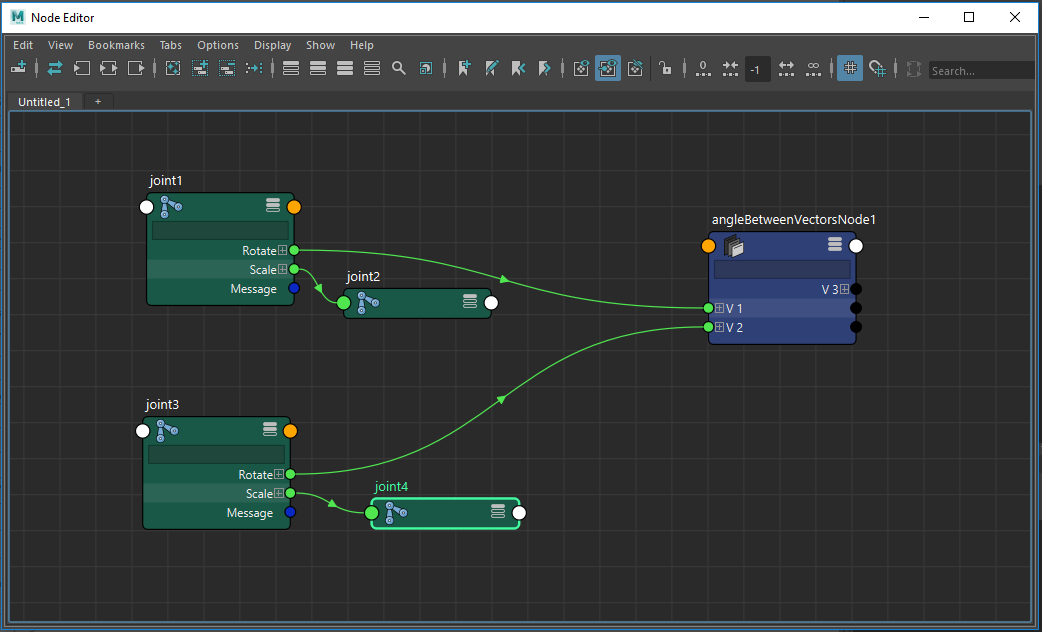 M Node Editor
Edit View Bookmarks Tabs Options Display Show Help
0 -1 ∞ Search...
Untitled_1 +
joint1
Rotate
Scale
Message
joint2
angleBetweenVectorsNode1
V 3
V 1
V 2
joint3
Rotate
Scale
Message
joint4